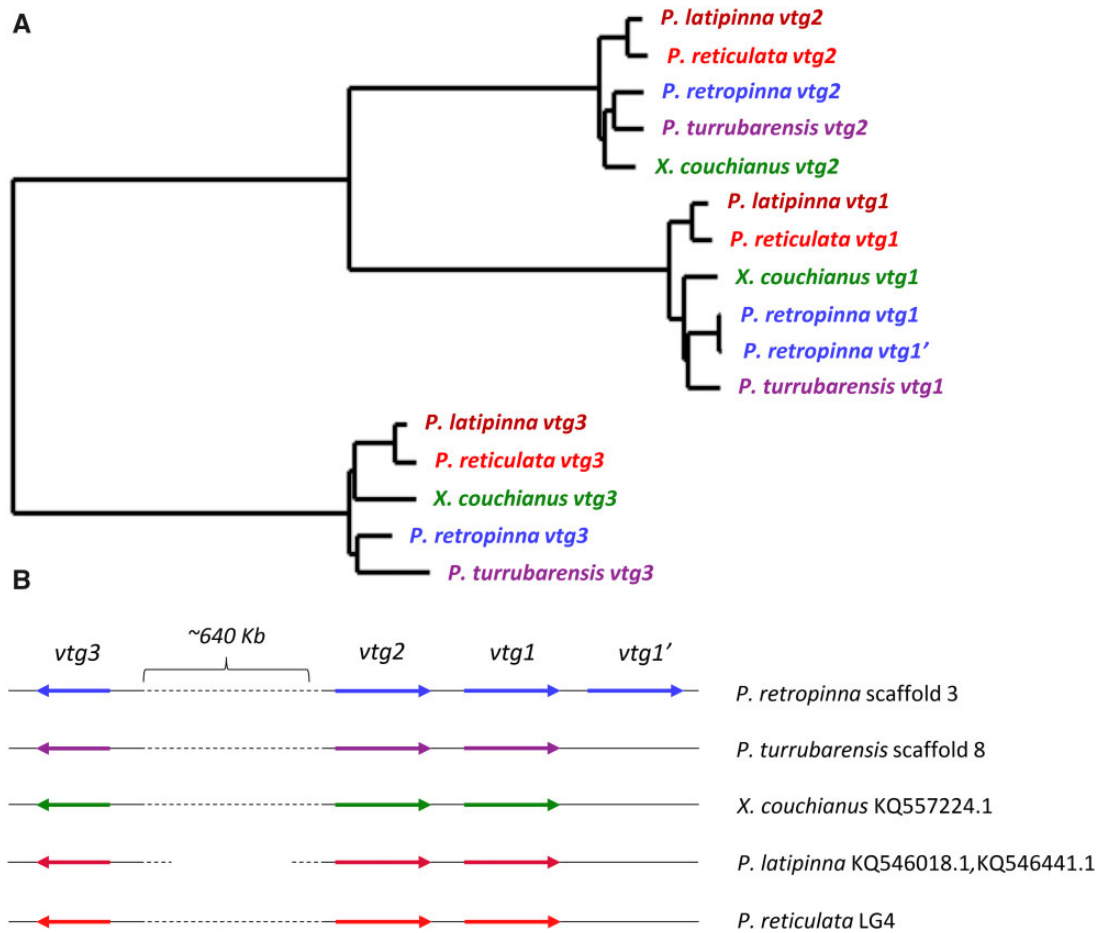 A
P. latipinna vtg2
P. reticulata vtg2
P. retropinna vtg2
P. turrubarensis vtg2
X. couchianus vtg2
P. latipinna vtg1
P. reticulata vtg1
X. couchianus vtg1
P. retropinna vtg1
P. retropinna vtg1’
P. turrubarensis vtg1
P. latipinna vtg3
P. reticulata vtg3
X. couchianus vtg3
P. retropinna vtg3
P. turrubarensis vtg3
B
~640 Kb
vtg3 vtg2 vtg1 vtg1’
P. retropinna scaffold 3
P. turrubarensis scaffold 8
X. couchianus KQ557224.1
P. latipinna KQ546018.1,KQ546441.1
P. reticulata LG4